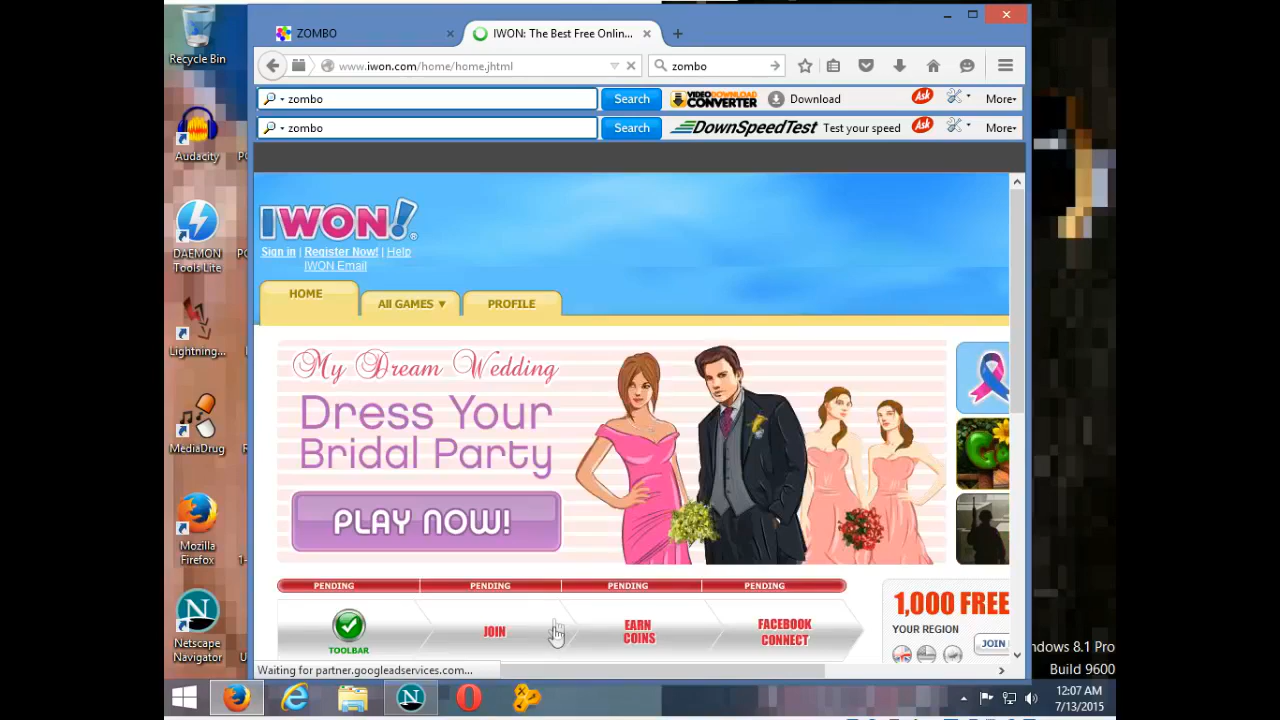 Recycle Bin
Audacity
DAEMON
Tools Lite
Lightning...
MediaDrug
Mozilla
Firefox
Netscape
Navigator
ZOMBO
IWON: The Best Free Onlin...
www.iwon.com/home/home.jhtml
zombo
zombo
Search
VIDEO DOWNLOAD
CONVERTER
Download
Ask
More
zombo
Search
DownSpeedTest
Test your speed
Ask
More
IWON!
Sign in | Register Now! | Help
IWON Email
HOME
All GAMES
PROFILE
My Dream Wedding
Dress Your
Bridal Party
PLAY NOW!
PENDING
PENDING
PENDING
PENDING
TOOLBAR
JOIN
EARN
COINS
FACEBOOK
CONNECT
1,000 FREE
YOUR REGION
JOIN
Waiting for partner.googleadservices.com...
ndows 8.1 Pro
Build 9600
12:07 AM
7/13/2015